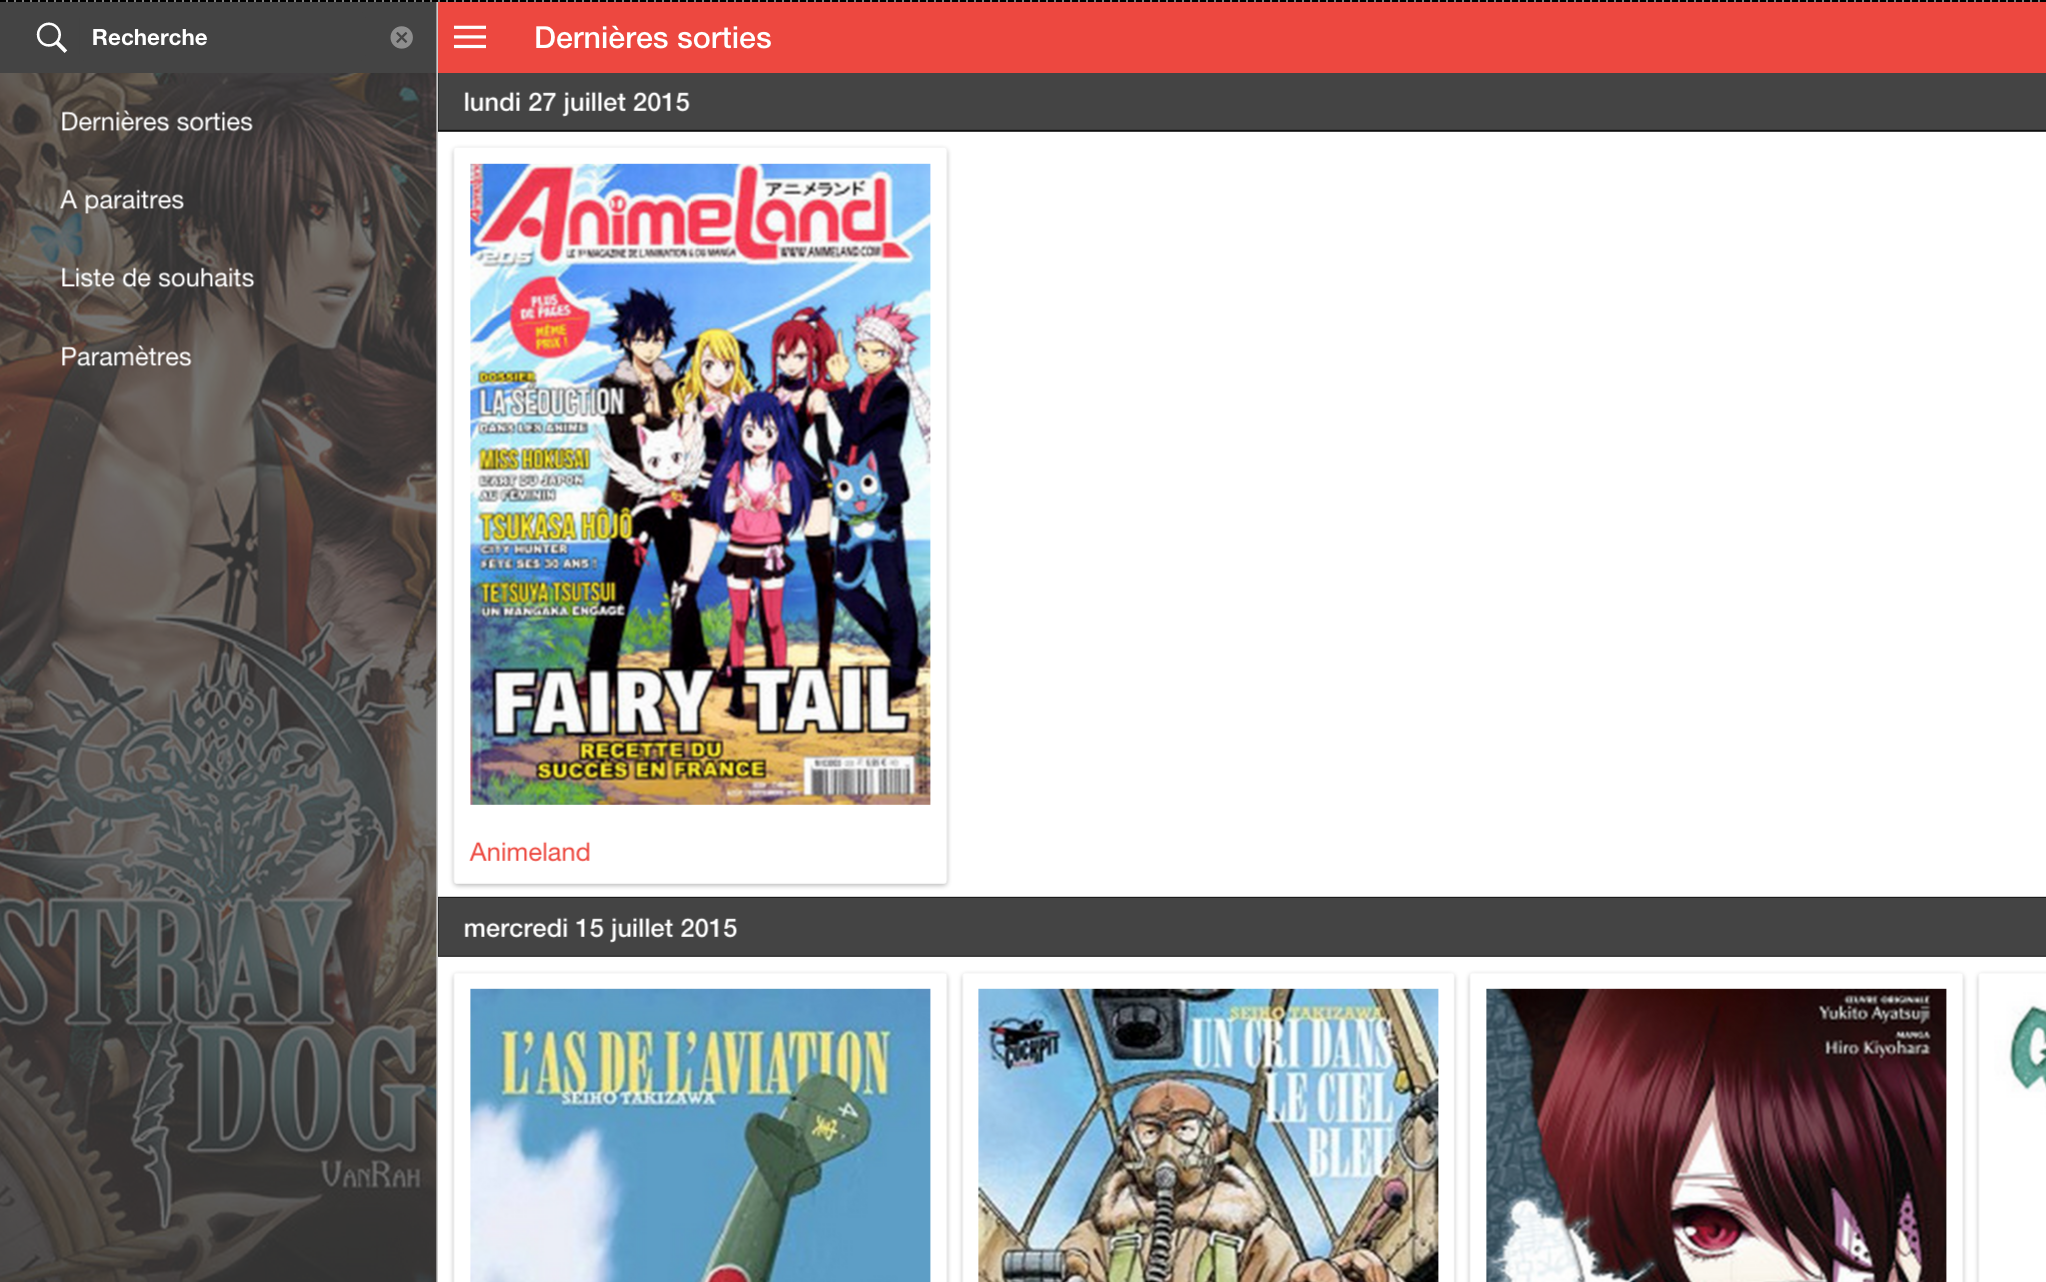 Recherche
Dernières sorties
A paraitres
Liste de souhaits
Paramètres
STRAY
DOG
VanRah
Dernières sorties
lundi 27 juillet 2015
アニメランド
AnimeLand
LE 1er MAGAZINE DE L'ANIMATION & DU MANGA
WWW.ANIMELAND.COM
#205
PLUS
DE PAGES
MÊME
PRIX !
DOSSIER
LA SÉDUCTION
DANS LES ANIME
MISS HOKUSAI
L'ART DU JAPON
AU FÉMININ
TSUKASA HÔJÔ
CITY HUNTER
FÊTE SES 30 ANS !
TETSUYA TSUTSUI
UN MANGAKA ENGAGÉ
FAIRY TAIL
RECETTE DU
SUCCÈS EN FRANCE
Animeland
mercredi 15 juillet 2015
L'AS DE L'AVIATION
SEIHO TAKIZAWA
SEIHO TAKIZAWA
COCKPIT
UN CRI DANS
LE CIEL
BLEU
ŒUVRE ORIGINALE
Yukito Ayatsuji
MANGA
Hiro Kiyohara